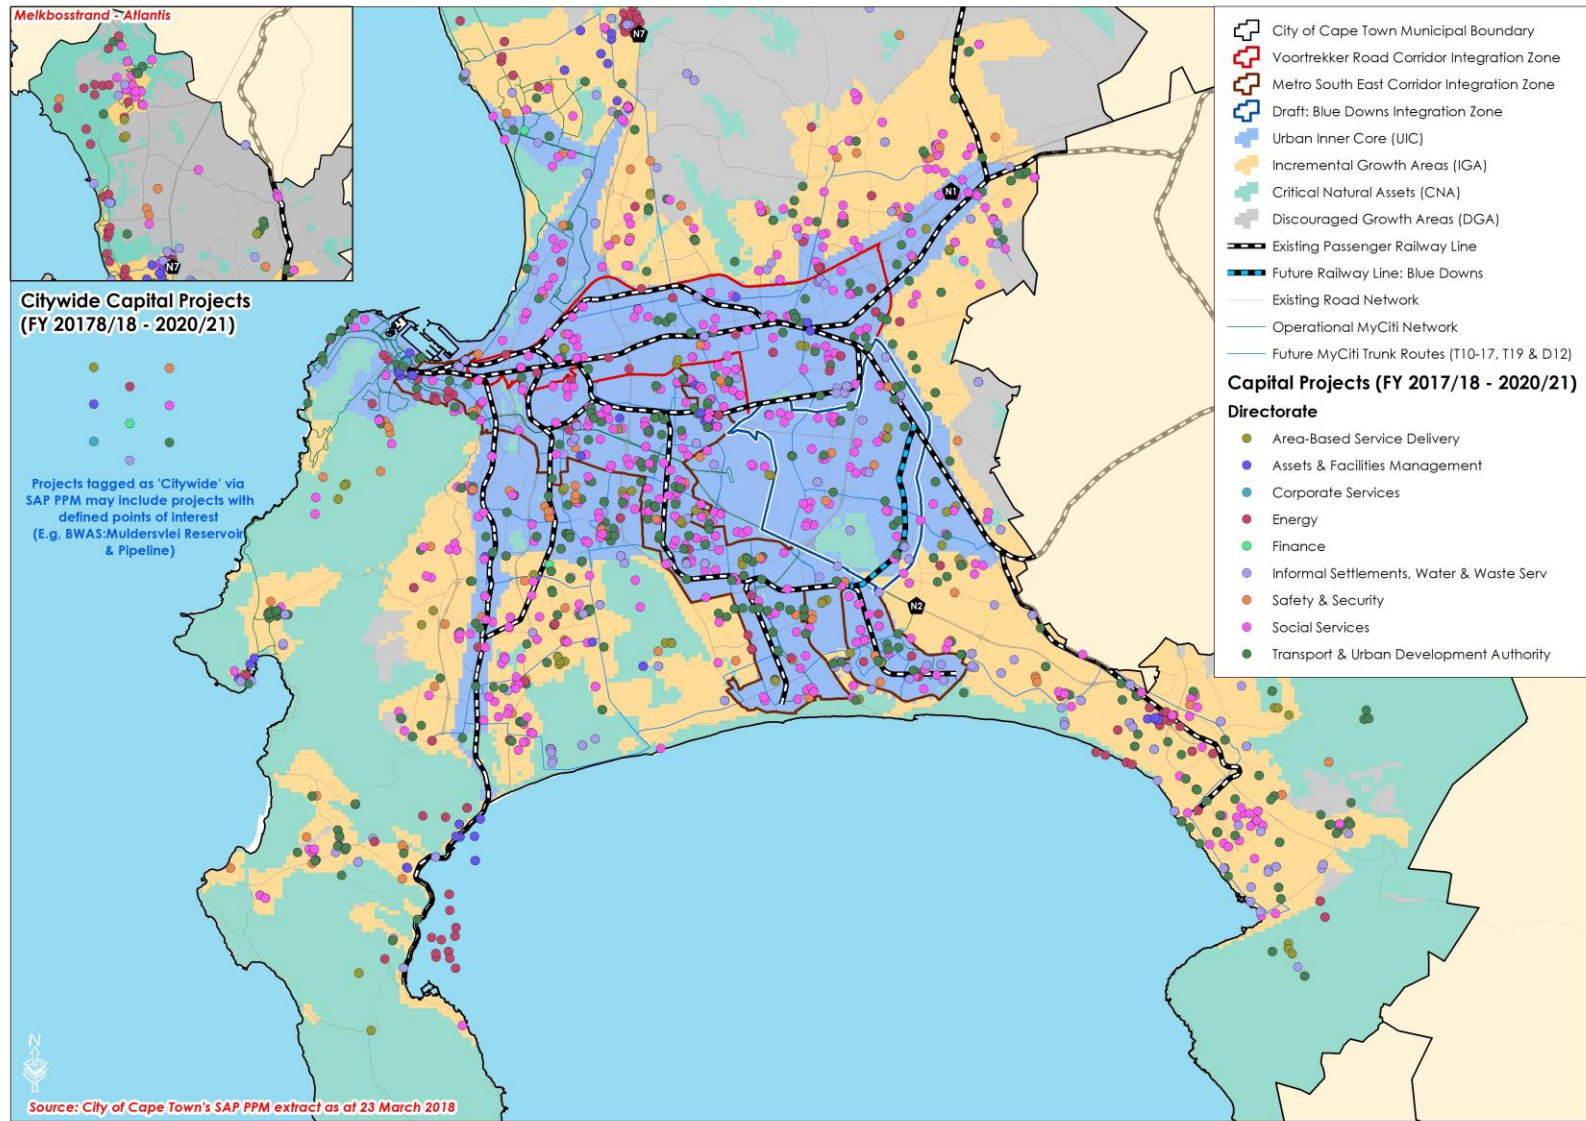 Melkbosstrand - Atlantis
N7
Citywide Capital Projects
(FY 20178/18 - 2020/21)
Projects tagged as 'Citywide' via
SAP PPM may include projects with
defined points of interest
(E.g, BWAS:Muldersvlei Reservoir
& Pipeline)
N7
N1
N2
City of Cape Town Municipal Boundary
Voortrekker Road Corridor Integration Zone
Metro South East Corridor Integration Zone
Draft: Blue Downs Integration Zone
Urban Inner Core (UIC)
Incremental Growth Areas (IGA)
Critical Natural Assets (CNA)
Discouraged Growth Areas (DGA)
Existing Passenger Railway Line
Future Railway Line: Blue Downs
Existing Road Network
Operational MyCiti Network
Future MyCiti Trunk Routes (T10-17, T19 & D12)
Capital Projects (FY 2017/18 - 2020/21)
Directorate
Area-Based Service Delivery
Assets & Facilities Management
Corporate Services
Energy
Finance
Informal Settlements, Water & Waste Serv
Safety & Security
Social Services
Transport & Urban Development Authority
N
Source: City of Cape Town's SAP PPM extract as at 23 March 2018